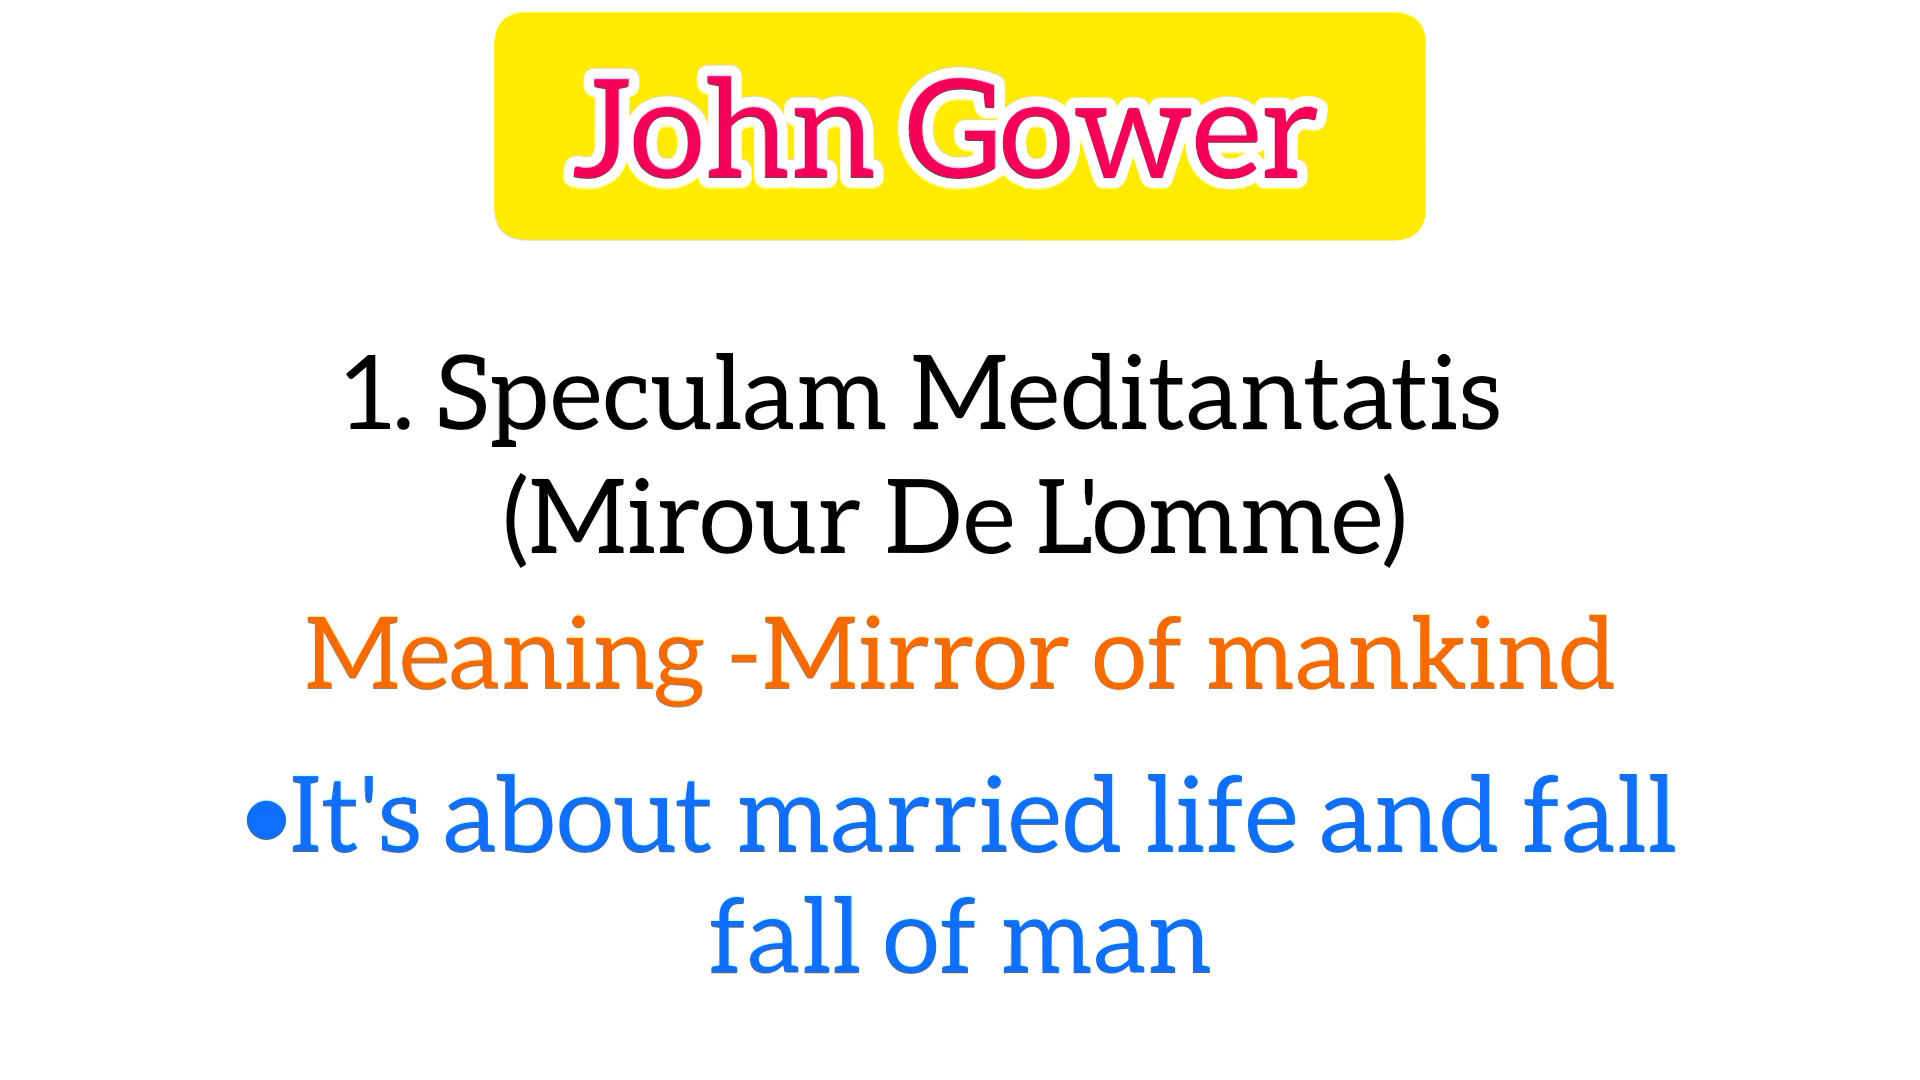 John Gower
1. Speculam Meditantatis
(Mirour De L'omme)
Meaning -Mirror of mankind
•It's about married life and fall
fall of man